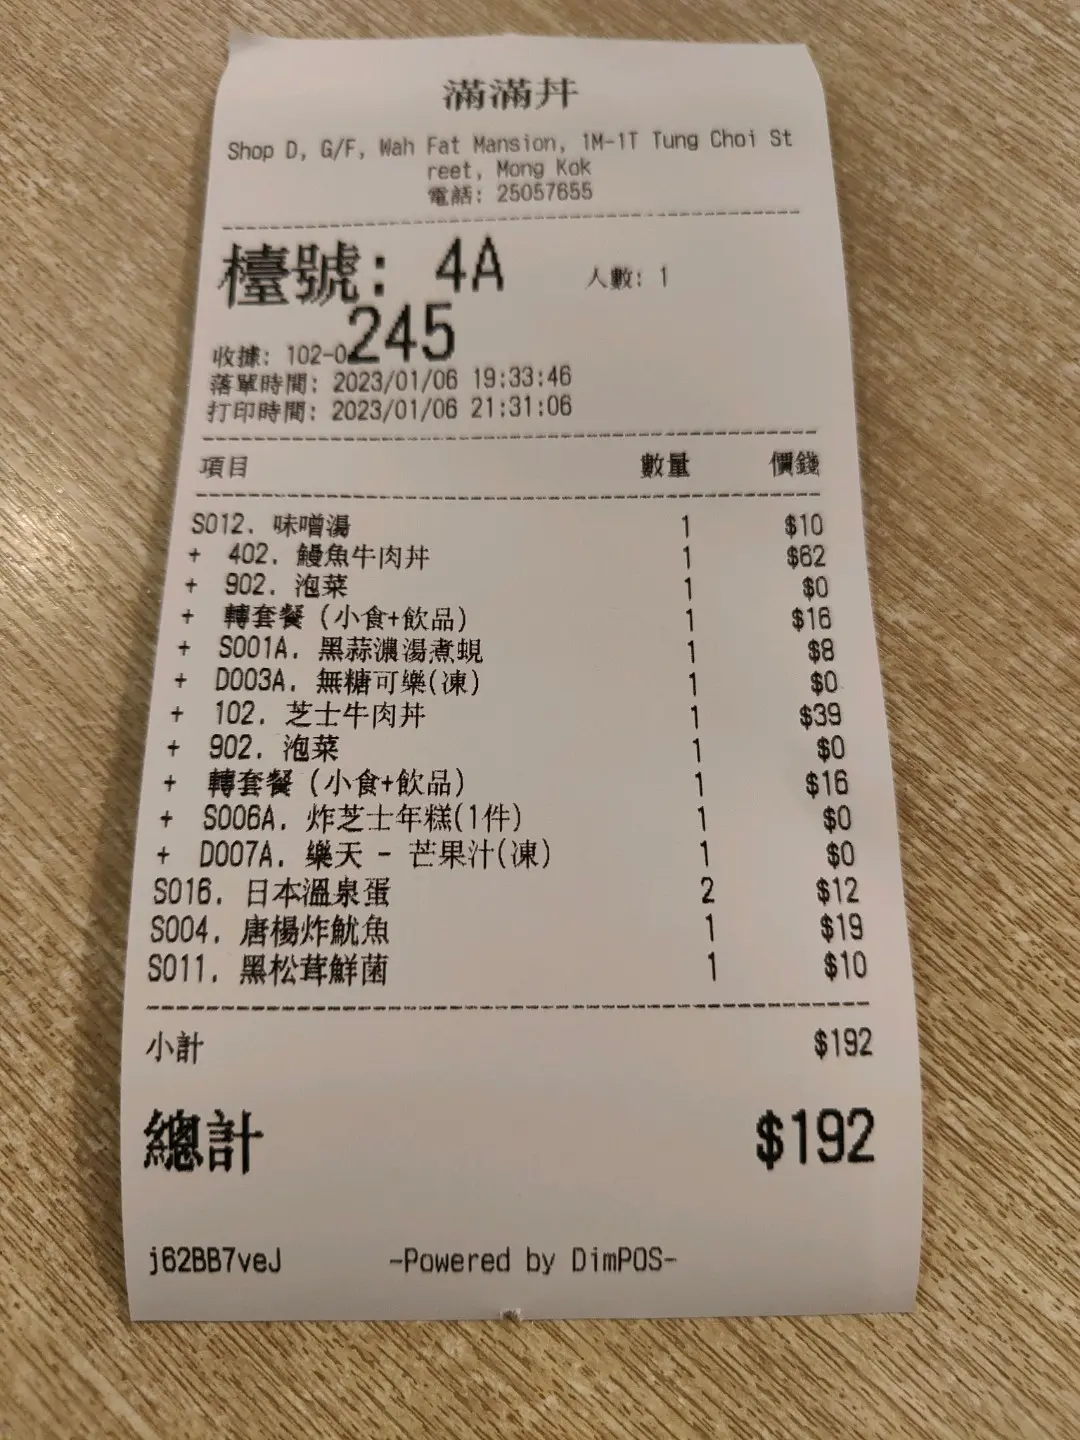 滿滿丼
Shop D, G/F, Wah Fat Mansion, 1M-1T Tung Choi St
reet, Mong Kok
電話: 25057655
檯號: 4A 人數: 1
收據: 102-0245
落單時間: 2023/01/06 19:33:46
打印時間: 2023/01/06 21:31:06
項目 數量 價錢
S012. 味噌湯 1 $10
+ 402. 鰻魚牛肉丼 1 $62
+ 902. 泡菜 1 $0
+ 轉套餐 (小食+飲品) 1 $16
+ S001A. 黑蒜濃湯煮蜆 1 $8
+ D003A. 無糖可樂(凍) 1 $0
+ 102. 芝士牛肉丼 1 $39
+ 902. 泡菜 1 $0
+ 轉套餐 (小食+飲品) 1 $16
+ S006A. 炸芝士年糕(1件) 1 $0
+ D007A. 樂天 - 芒果汁(凍) 1 $0
S016. 日本溫泉蛋 2 $12
S004. 唐楊炸魷魚 1 $19
S011. 黑松茸鮮菌 1 $10
小計 $192
總計 $192
j62BB7veJ -Powered by DimPOS-